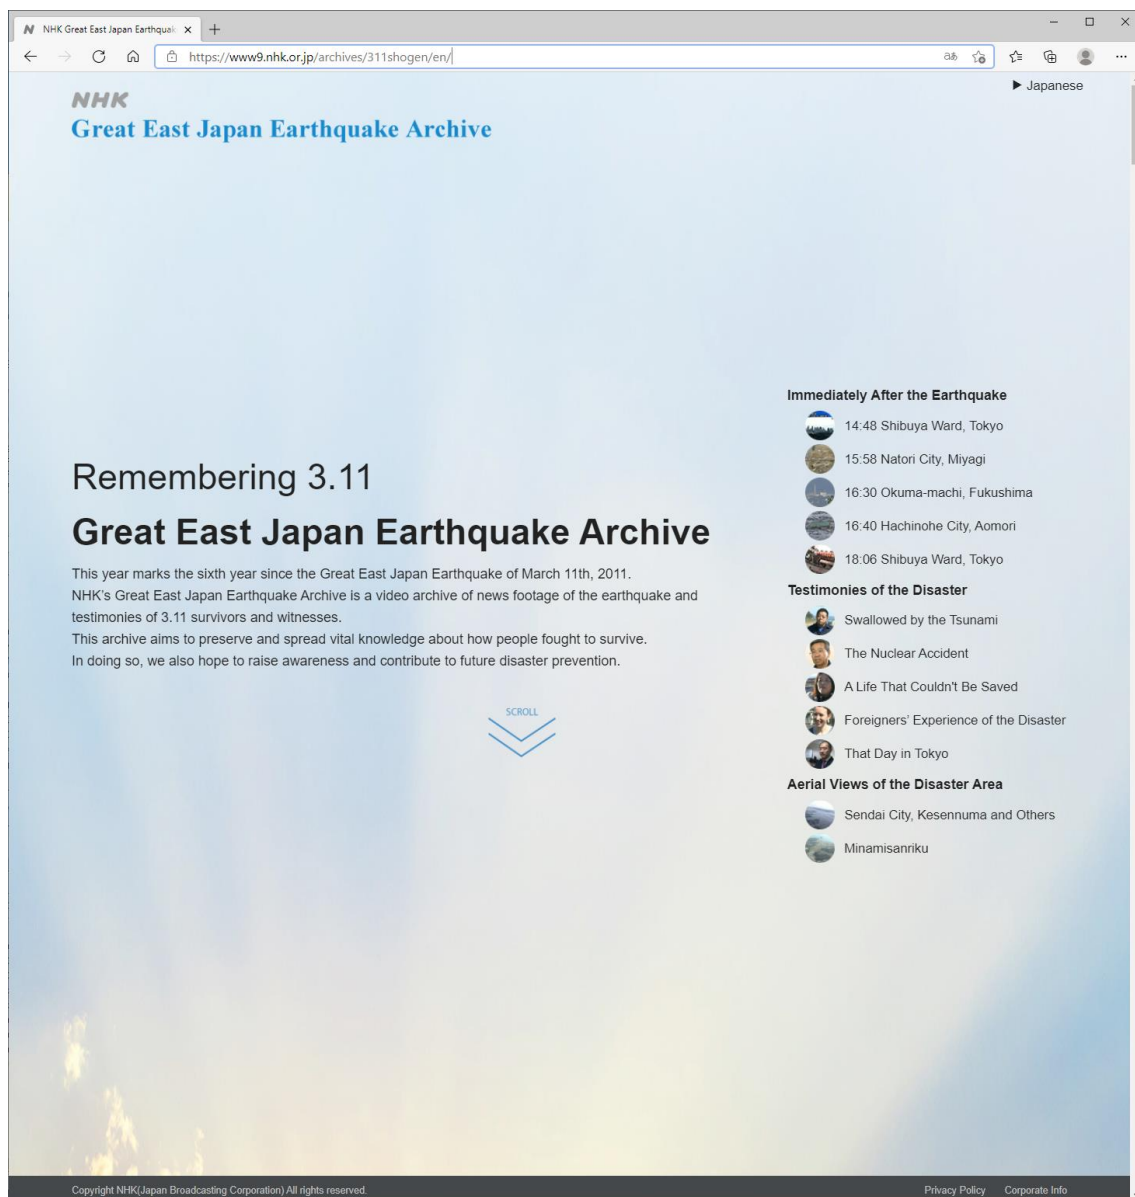 NHK Great East Japan Earthquak
https://www9.nhk.or.jp/archives/311shogen/en/
Japanese
NHK
Great East Japan Earthquake Archive
Remembering 3.11
Great East Japan Earthquake Archive
This year marks the sixth year since the Great East Japan Earthquake of March 11th, 2011.
NHK's Great East Japan Earthquake Archive is a video archive of news footage of the earthquake and
testimonies of 3.11 survivors and witnesses.
This archive aims to preserve and spread vital knowledge about how people fought to survive.
In doing so, we also hope to raise awareness and contribute to future disaster prevention.
SCROLL
Immediately After the Earthquake
14:48 Shibuya Ward, Tokyo
15:58 Natori City, Miyagi
16:30 Okuma-machi, Fukushima
16:40 Hachinohe City, Aomori
18:06 Shibuya Ward, Tokyo
Testimonies of the Disaster
Swallowed by the Tsunami
The Nuclear Accident
A Life That Couldn't Be Saved
Foreigners' Experience of the Disaster
That Day in Tokyo
Aerial Views of the Disaster Area
Sendai City, Kesennuma and Others
Minamisanriku
Copyright NHK(Japan Broadcasting Corporation) All rights reserved.
Privacy Policy Corporate Info